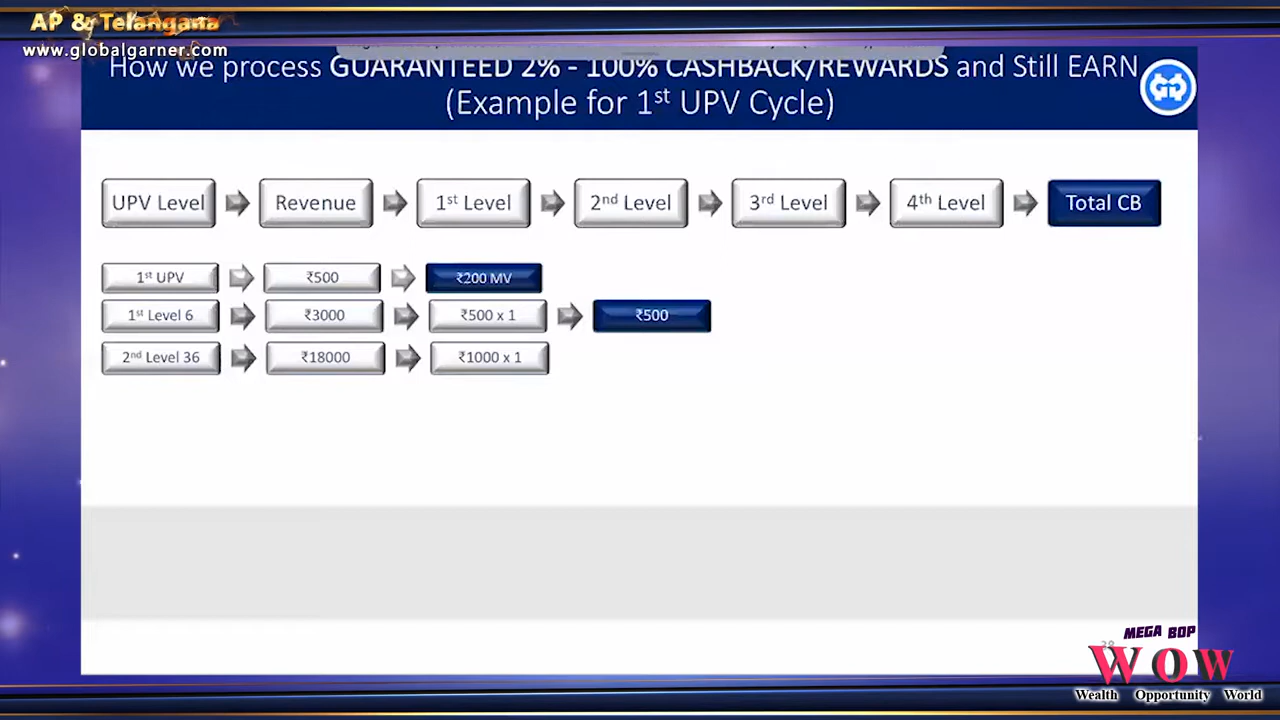 AP & Telangana
www.globalgarner.com
How we process GUARANTEED 2% - 100% CASHBACK/REWARDS and Still EARN
(Example for 1st UPV Cycle)
UPV Level
Revenue
1st Level
2nd Level
3rd Level
4th Level
Total CB
1st UPV
₹500
₹200 MV
1st Level 6
₹3000
₹500 x 1
₹500
2nd Level 36
₹18000
₹1000 x 1
MEGA BOP
WOW
Wealth Opportunity World